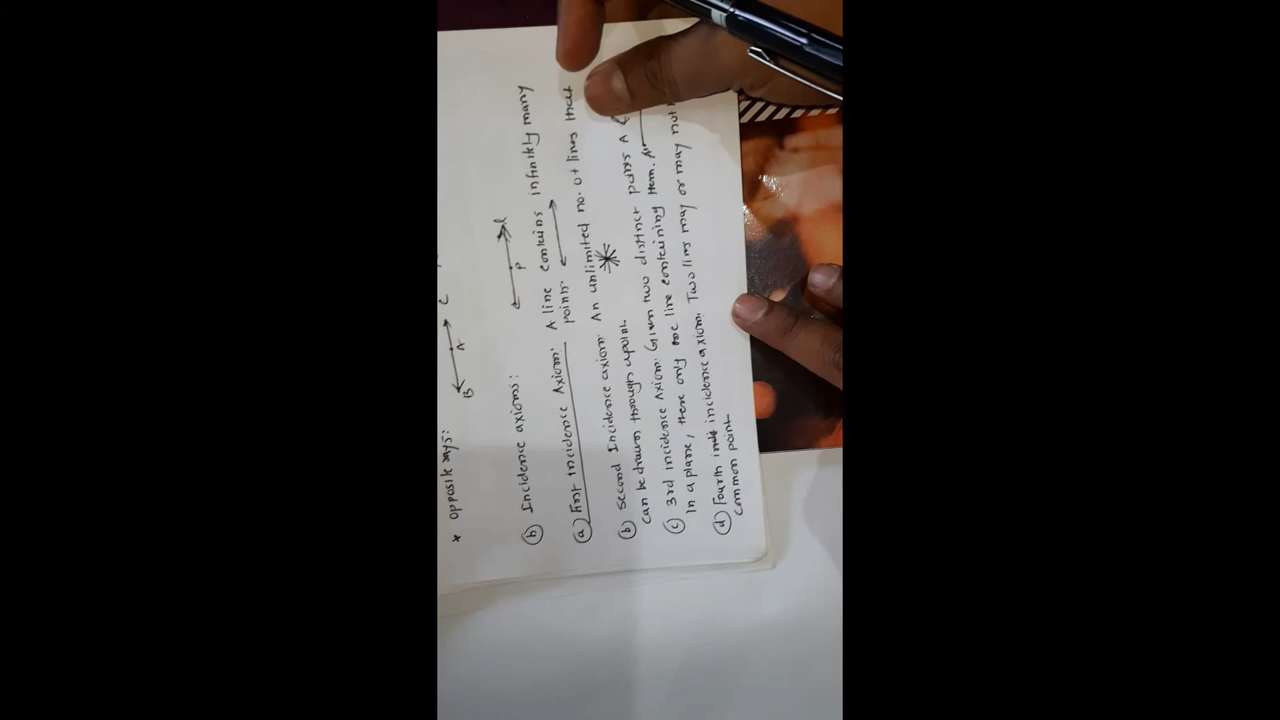 * opposite rays:
B A C
(h) Incidence axioms:
P l
(a) First incidence Axiom: A line contains infinitely many
points.
(b) Second Incidence axiom: An unlimited no. of lines that
can be drawn through a point.
(c) 3rd incidence Axiom: Given two distinct points A &
In a plane, there only one line containing them. A
(d) Fourth incidence axiom: Two lines may or may not
common point